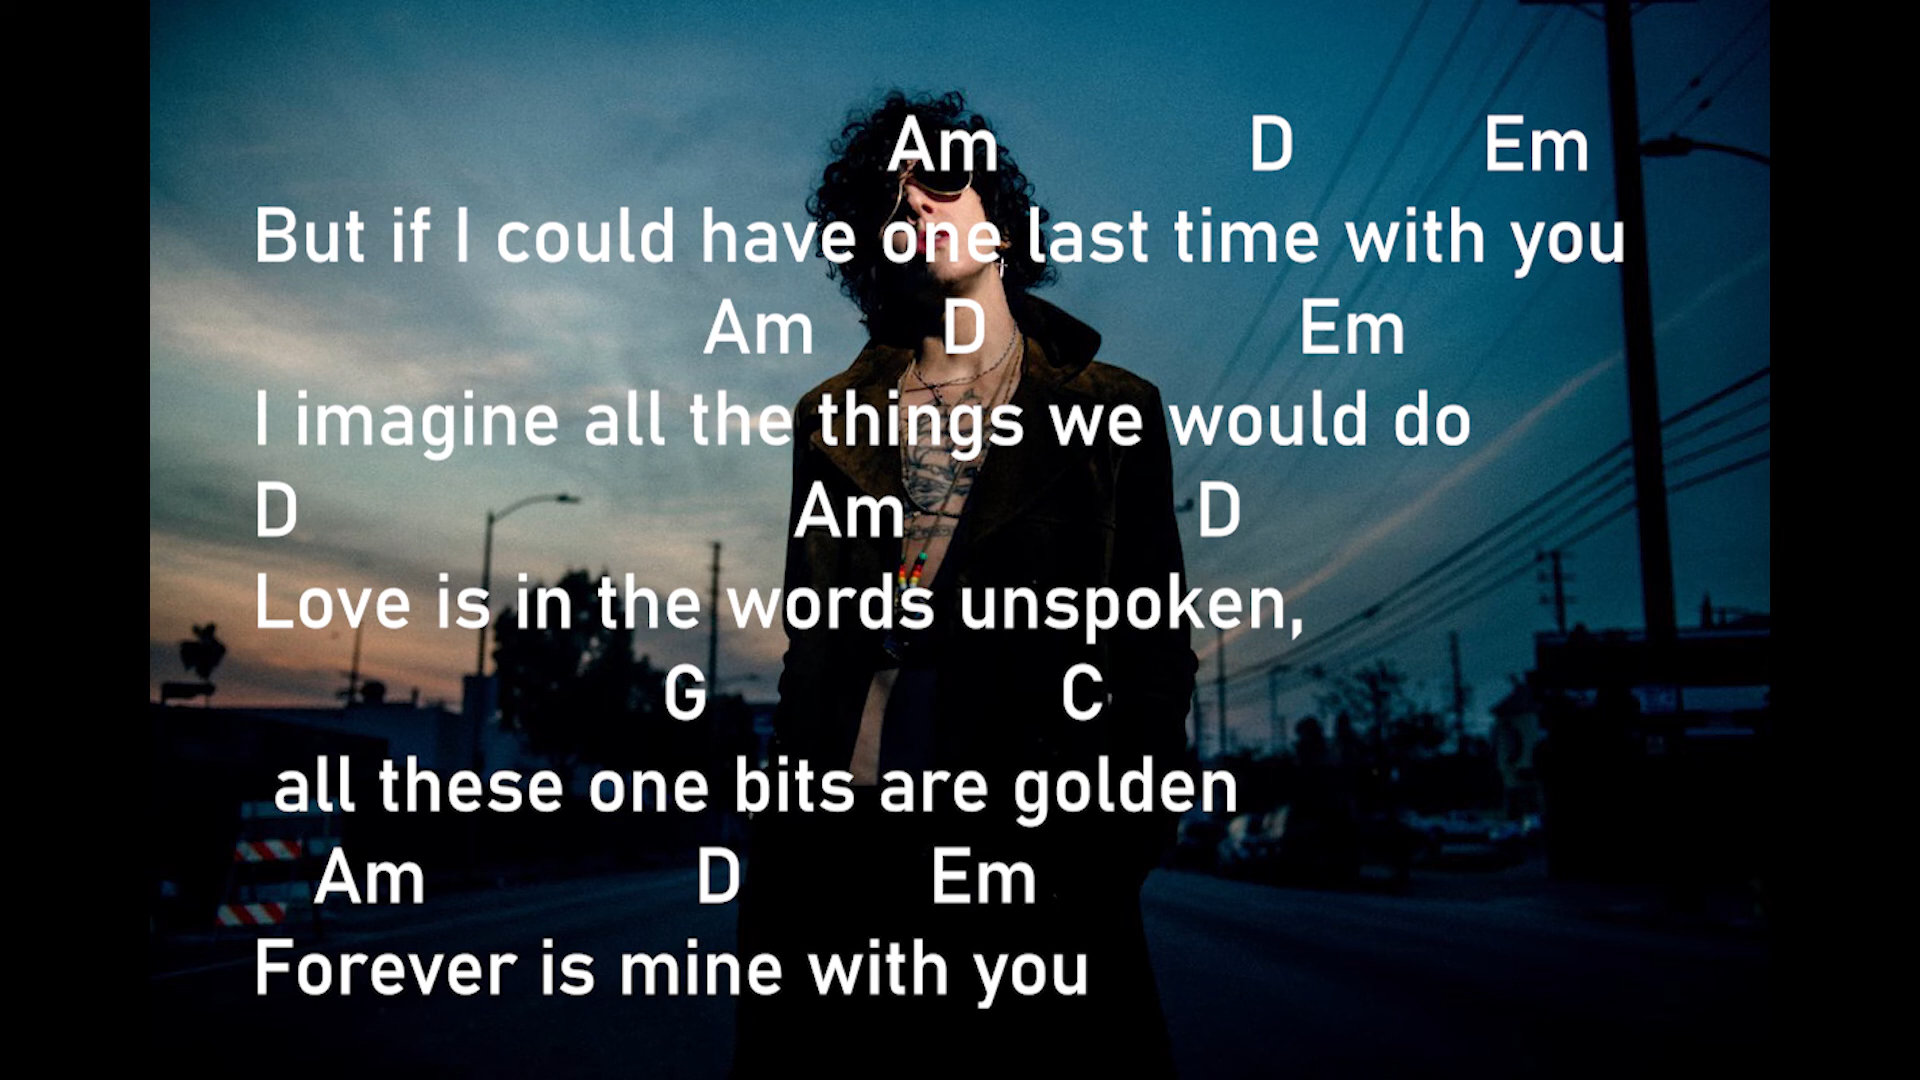 Am D Em
But if I could have one last time with you
Am D Em
I imagine all the things we would do
D Am D
Love is in the words unspoken,
G C
all these one bits are golden
Am D Em
Forever is mine with you